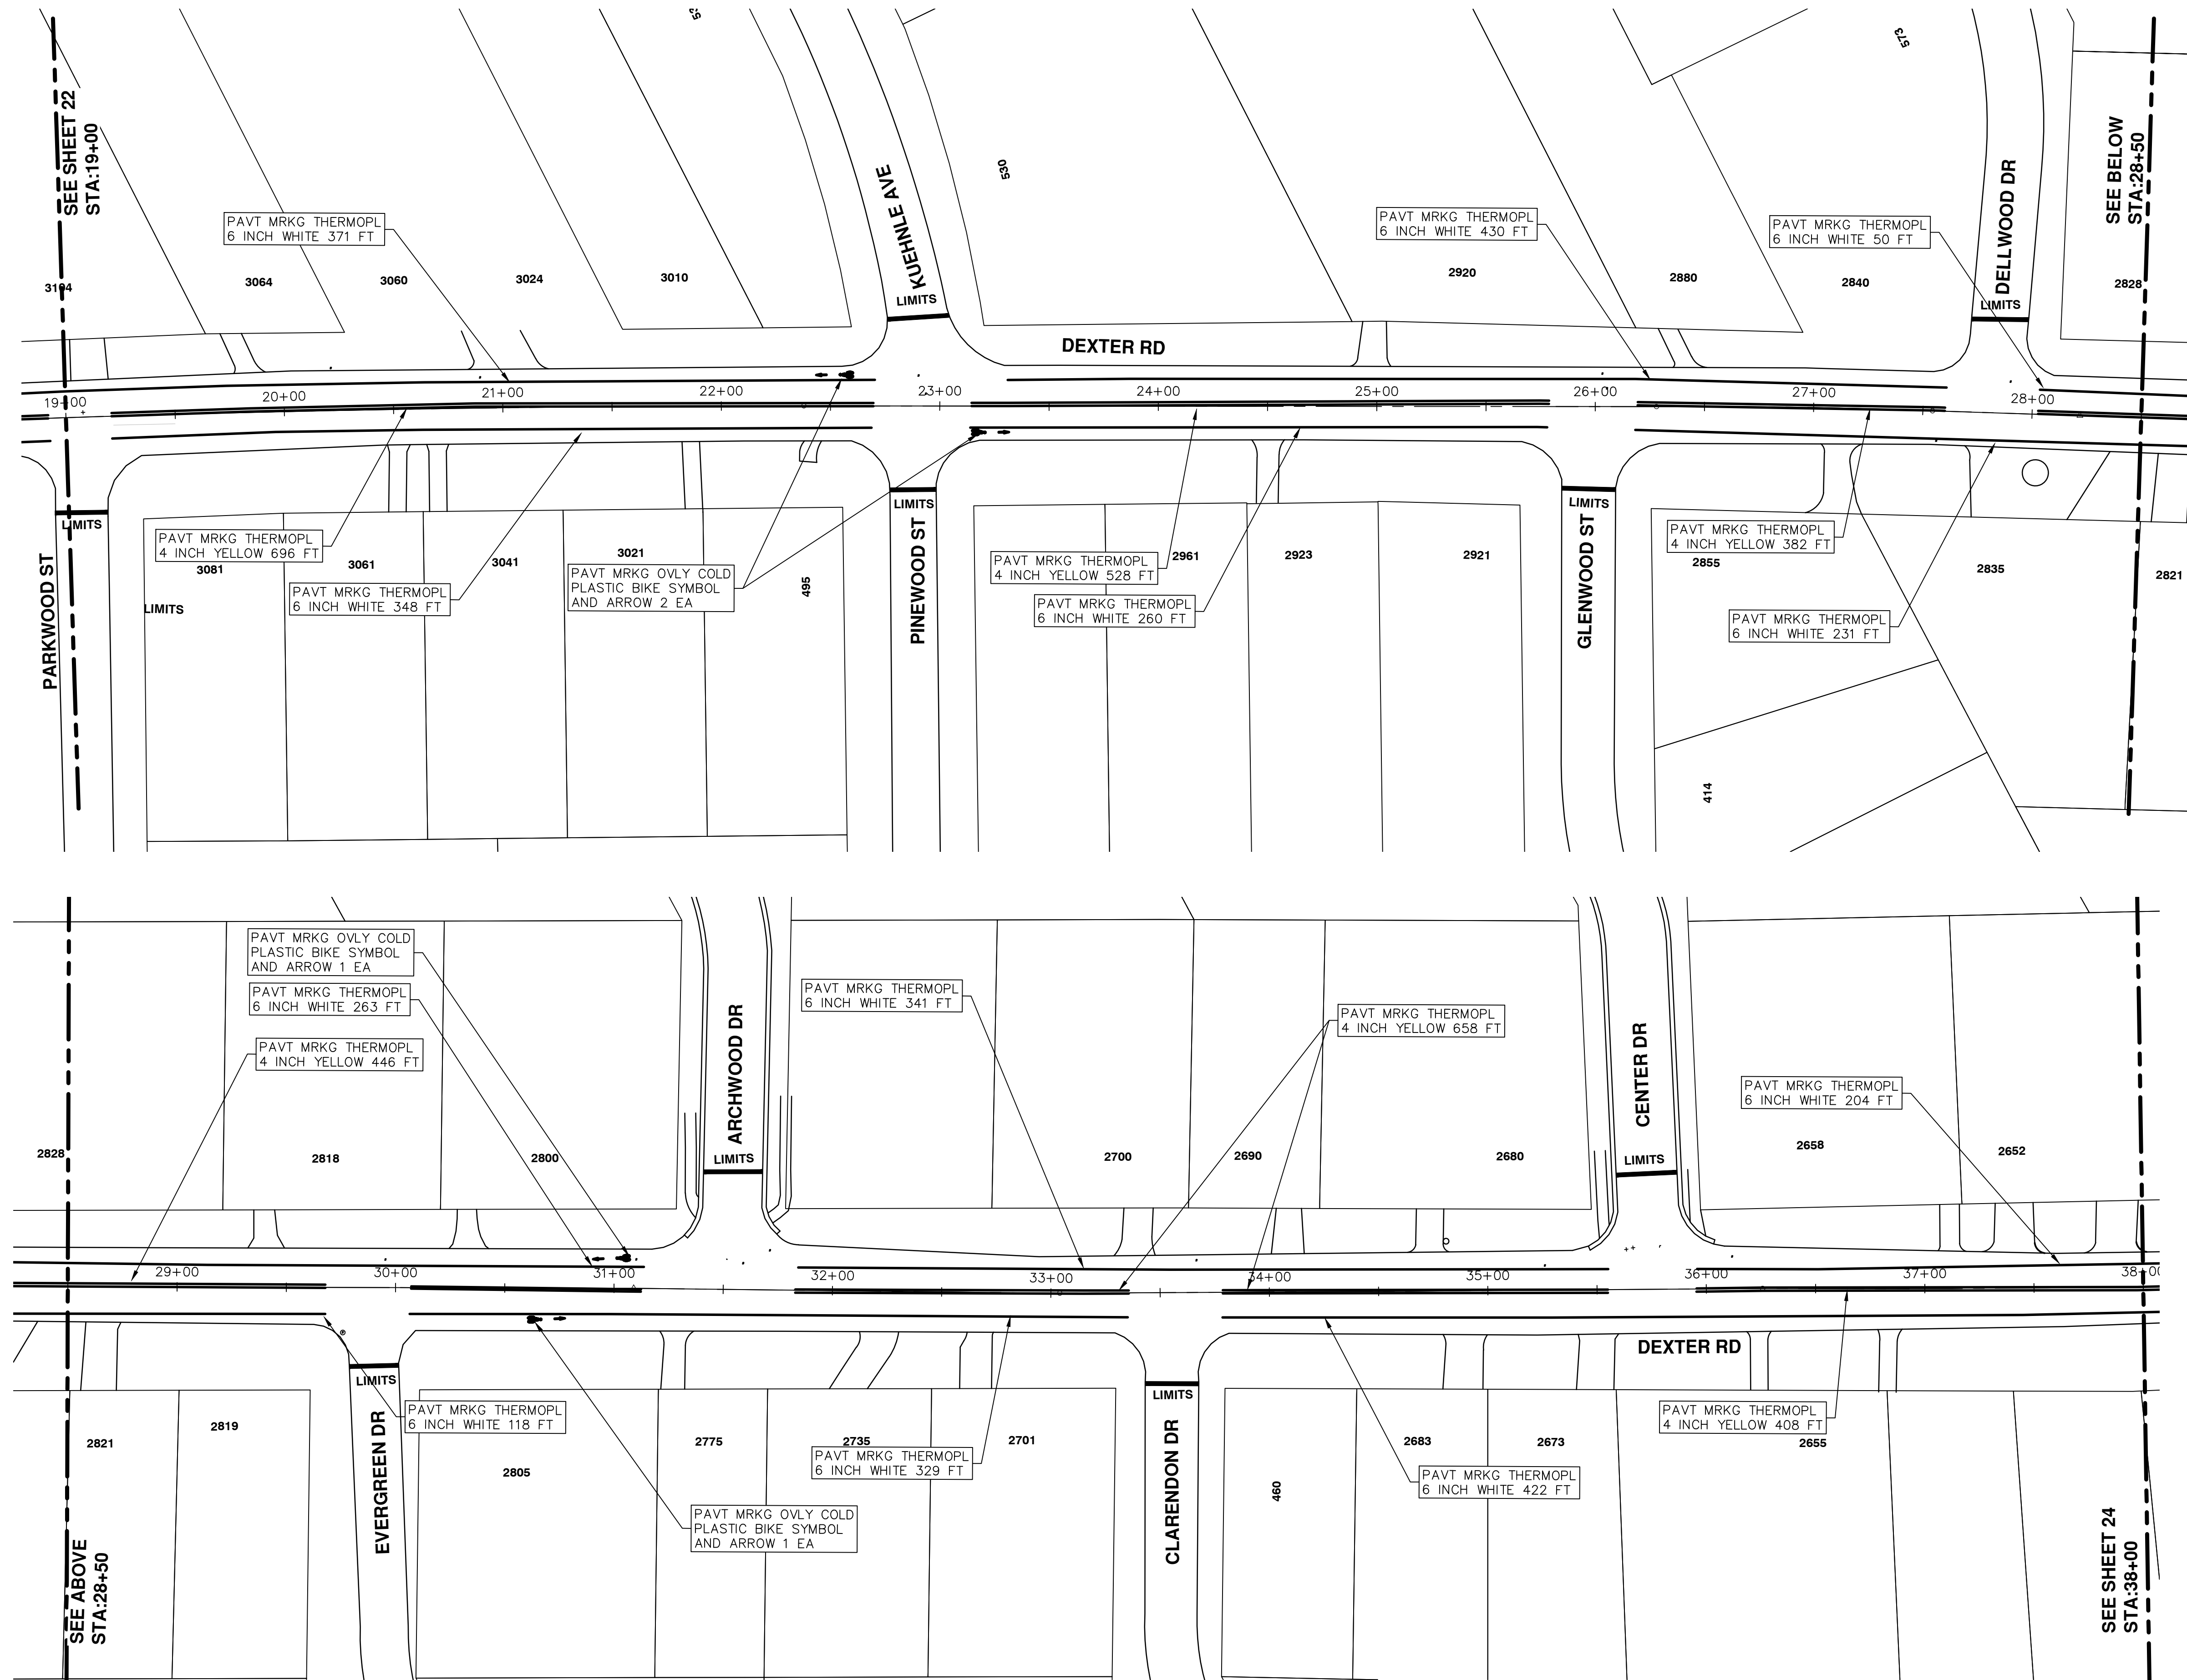 SEE SHEET 22
STA:19+00
573
KUEHNLE AVE
LIMITS
530
573
DELLWOOD DR
LIMITS
SEE BELOW
STA:28+50
PAVT MRKG THERMOPL
6 INCH WHITE 371 FT
PAVT MRKG THERMOPL
6 INCH WHITE 430 FT
PAVT MRKG THERMOPL
6 INCH WHITE 50 FT
3104
3064
3060
3024
3010
2920
2880
2840
2828
DEXTER RD
19+00
20+00
21+00
22+00
23+00
24+00
25+00
26+00
27+00
28+00
LIMITS
LIMITS
LIMITS
PARKWOOD ST
PINEWOOD ST
GLENWOOD ST
PAVT MRKG THERMOPL
4 INCH YELLOW 696 FT
PAVT MRKG THERMOPL
6 INCH WHITE 348 FT
PAVT MRKG OVLY COLD
PLASTIC BIKE SYMBOL
AND ARROW 2 EA
PAVT MRKG THERMOPL
4 INCH YELLOW 528 FT
PAVT MRKG THERMOPL
6 INCH WHITE 260 FT
PAVT MRKG THERMOPL
4 INCH YELLOW 382 FT
PAVT MRKG THERMOPL
6 INCH WHITE 231 FT
3081
3061
3041
3021
495
2961
2923
2921
2855
2835
2821
LIMITS
414
PAVT MRKG OVLY COLD
PLASTIC BIKE SYMBOL
AND ARROW 1 EA
PAVT MRKG THERMOPL
6 INCH WHITE 263 FT
PAVT MRKG THERMOPL
4 INCH YELLOW 446 FT
ARCHWOOD DR
LIMITS
PAVT MRKG THERMOPL
6 INCH WHITE 341 FT
PAVT MRKG THERMOPL
4 INCH YELLOW 658 FT
CENTER DR
LIMITS
PAVT MRKG THERMOPL
6 INCH WHITE 204 FT
2828
2818
2800
2700
2690
2680
2658
2652
29+00
30+00
31+00
32+00
33+00
34+00
35+00
36+00
37+00
38+00
DEXTER RD
LIMITS
LIMITS
EVERGREEN DR
CLARENDON DR
PAVT MRKG THERMOPL
6 INCH WHITE 118 FT
PAVT MRKG THERMOPL
6 INCH WHITE 329 FT
PAVT MRKG OVLY COLD
PLASTIC BIKE SYMBOL
AND ARROW 1 EA
PAVT MRKG THERMOPL
6 INCH WHITE 422 FT
PAVT MRKG THERMOPL
4 INCH YELLOW 408 FT
2821
2819
2805
2775
2735
2701
460
2683
2673
2655
SEE ABOVE
STA:28+50
SEE SHEET 24
STA:38+00